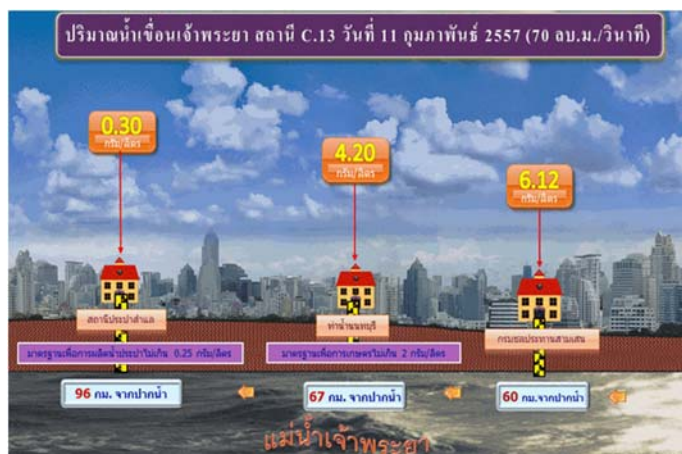 ปริมาณน้ำเขื่อนเจ้าพระยา สถานี C.13 วันที่ 11 กุมภาพันธ์ 2557 (70 ลบ.ม./วินาที)
0.30
กรัม/ลิตร
4.20
กรัม/ลิตร
6.12
กรัม/ลิตร
สถานีประปาสำแล
ท่าน้ำนนทบุรี
กรมชลประทานสามเสน
มาตรฐานเพื่อการผลิตน้ำประปาไม่เกิน 0.25 กรัม/ลิตร
มาตรฐานเพื่อการเกษตรไม่เกิน 2 กรัม/ลิตร
96 กม. จากปากน้ำ
67 กม. จากปากน้ำ
60 กม.จากปากน้ำ
แม่น้ำเจ้าพระยา